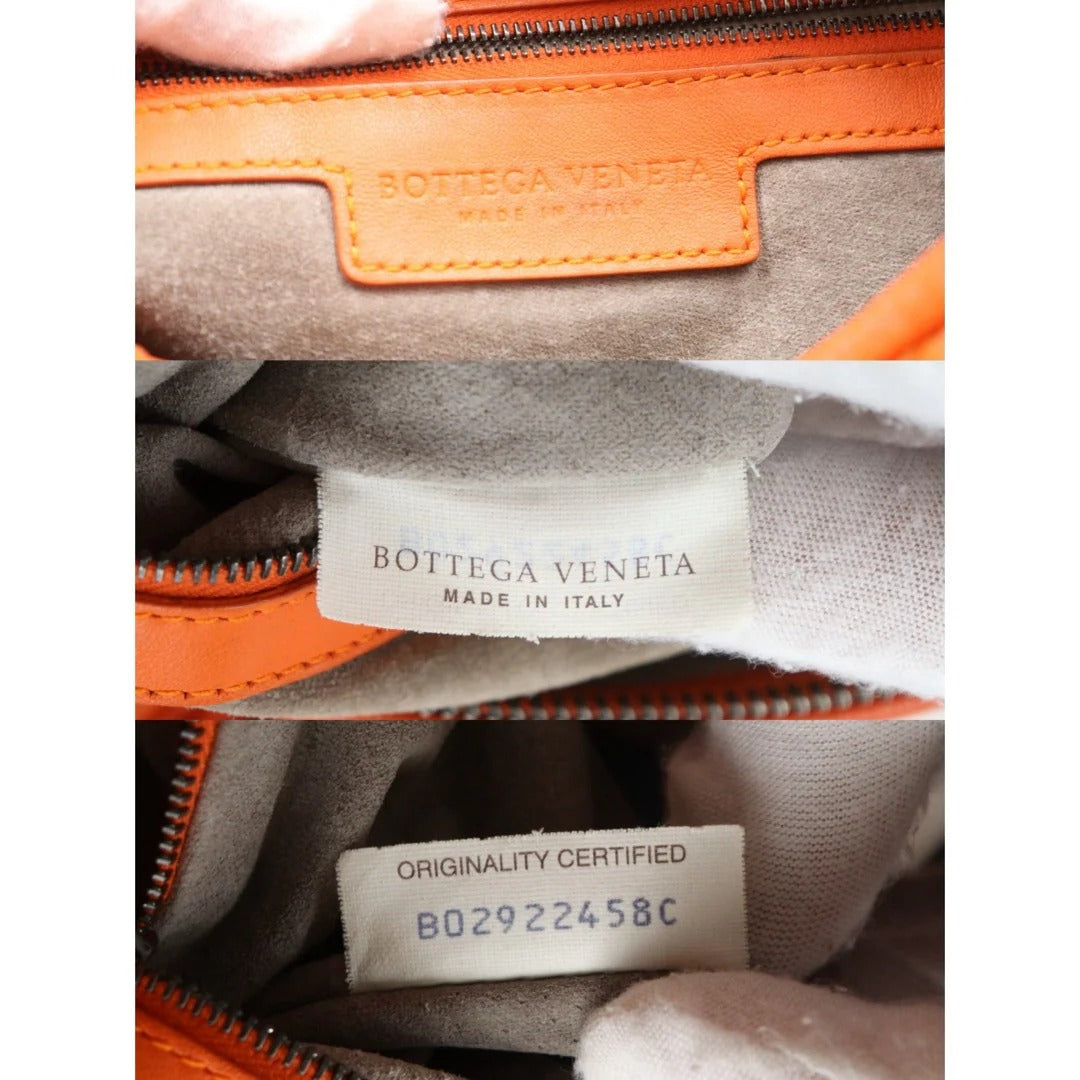 BOTTEGA VENETA
MADE IN ITALY
BOTTEGA VENETA
MADE IN ITALY
ORIGINALITY CERTIFIED
B02922458C